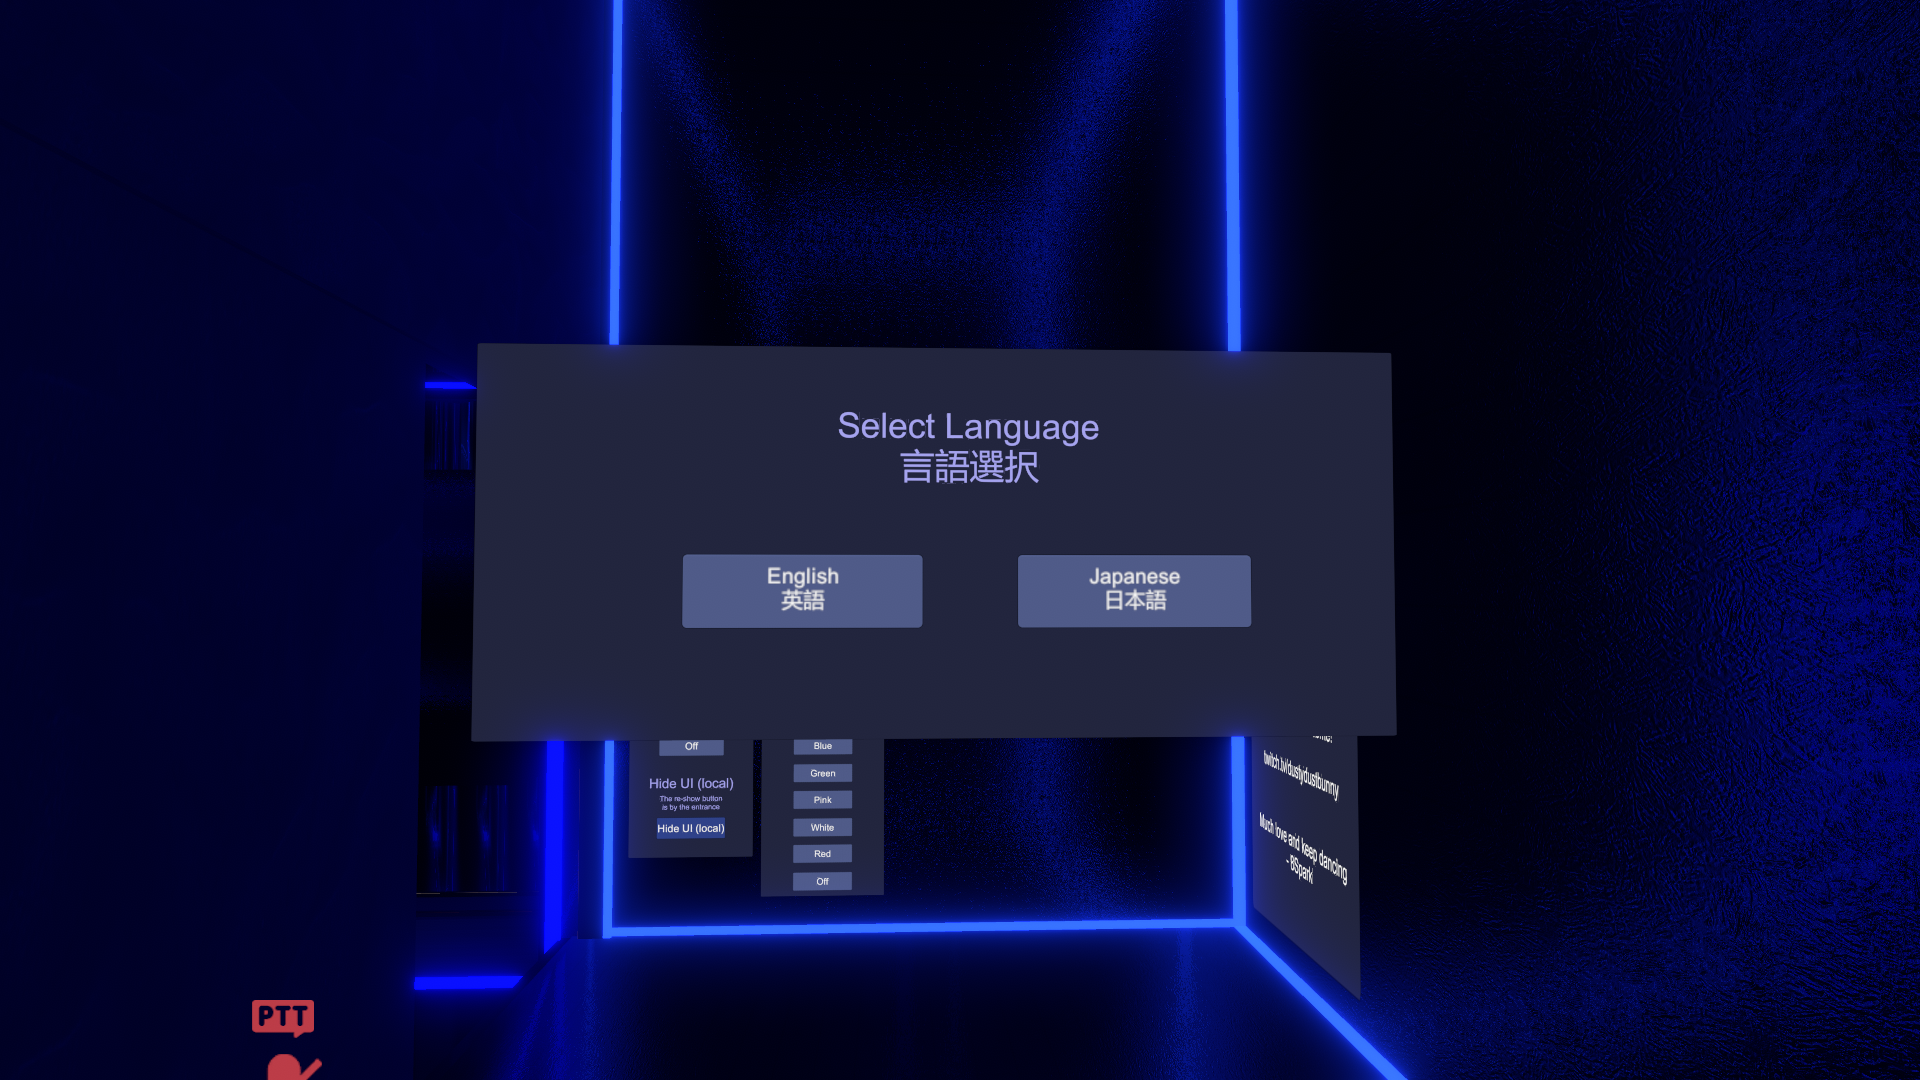 Select Language
言語選択
English
英語
Japanese
日本語
Off
Hide UI (local)
The re-show button
is by the entrance
Hide UI (local)
Blue
Green
Pink
White
Red
Off
twitch.tv/dustydustbunny
Much love and keep dancing
- BSpark
PTT